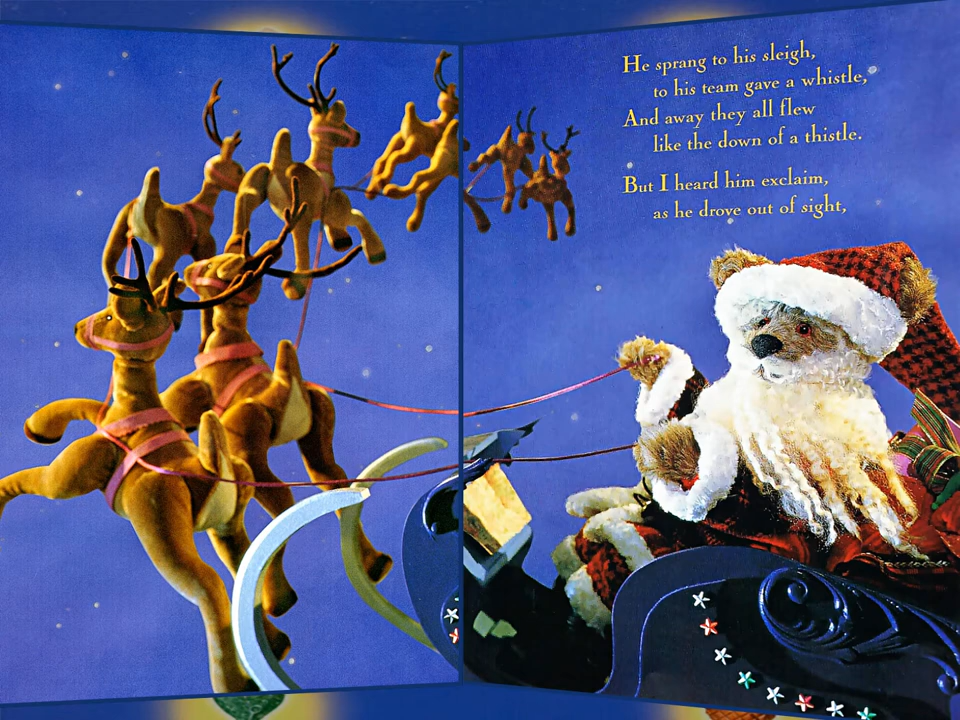 He sprang to his sleigh,
to his team gave a whistle,
And away they all flew
like the down of a thistle.
But I heard him exclaim,
as he drove out of sight,